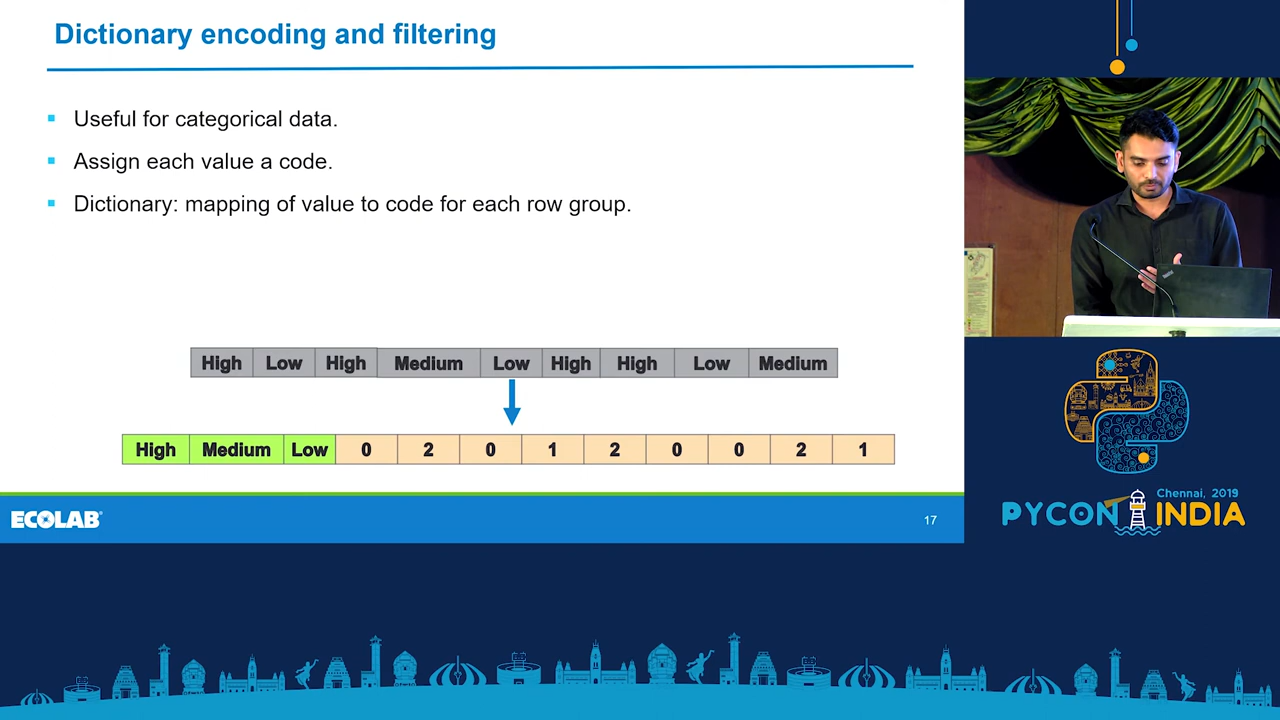 Dictionary encoding and filtering
Useful for categorical data.
Assign each value a code.
Dictionary: mapping of value to code for each row group.
High Low High Medium Low High High Low Medium
High Medium Low 0 2 0 1 2 0 0 2 1
ECOLAB®
17
Chennai, 2019
PYCON INDIA